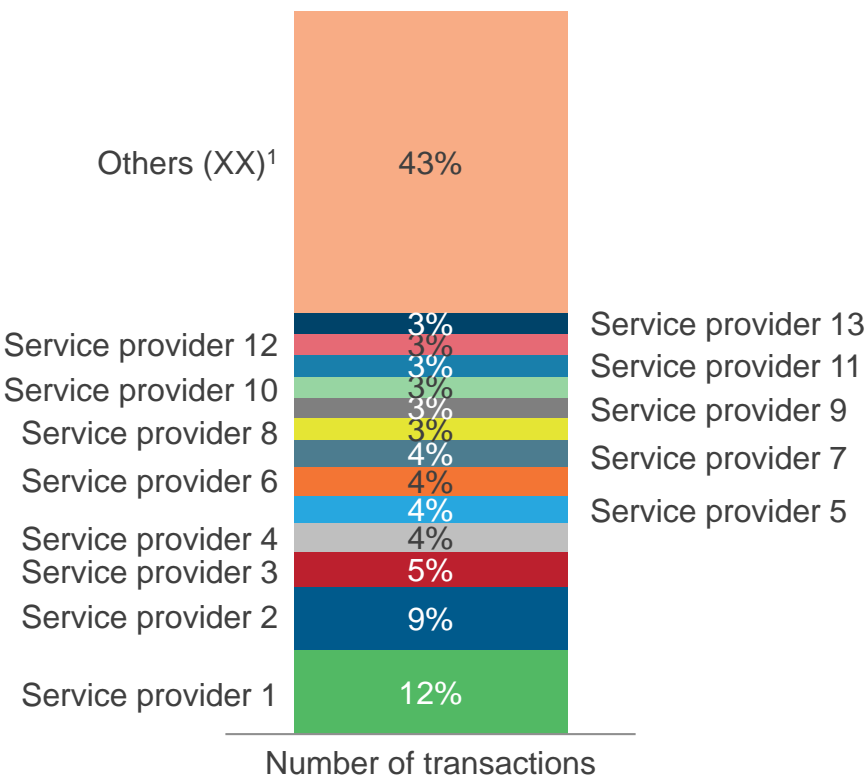 Others (XX)¹ 43%
3% Service provider 13
Service provider 12 3%
3% Service provider 11
Service provider 10 3%
3% Service provider 9
Service provider 8 3%
4% Service provider 7
Service provider 6 4%
4% Service provider 5
Service provider 4 4%
Service provider 3 5%
Service provider 2 9%
Service provider 1 12%
Number of transactions